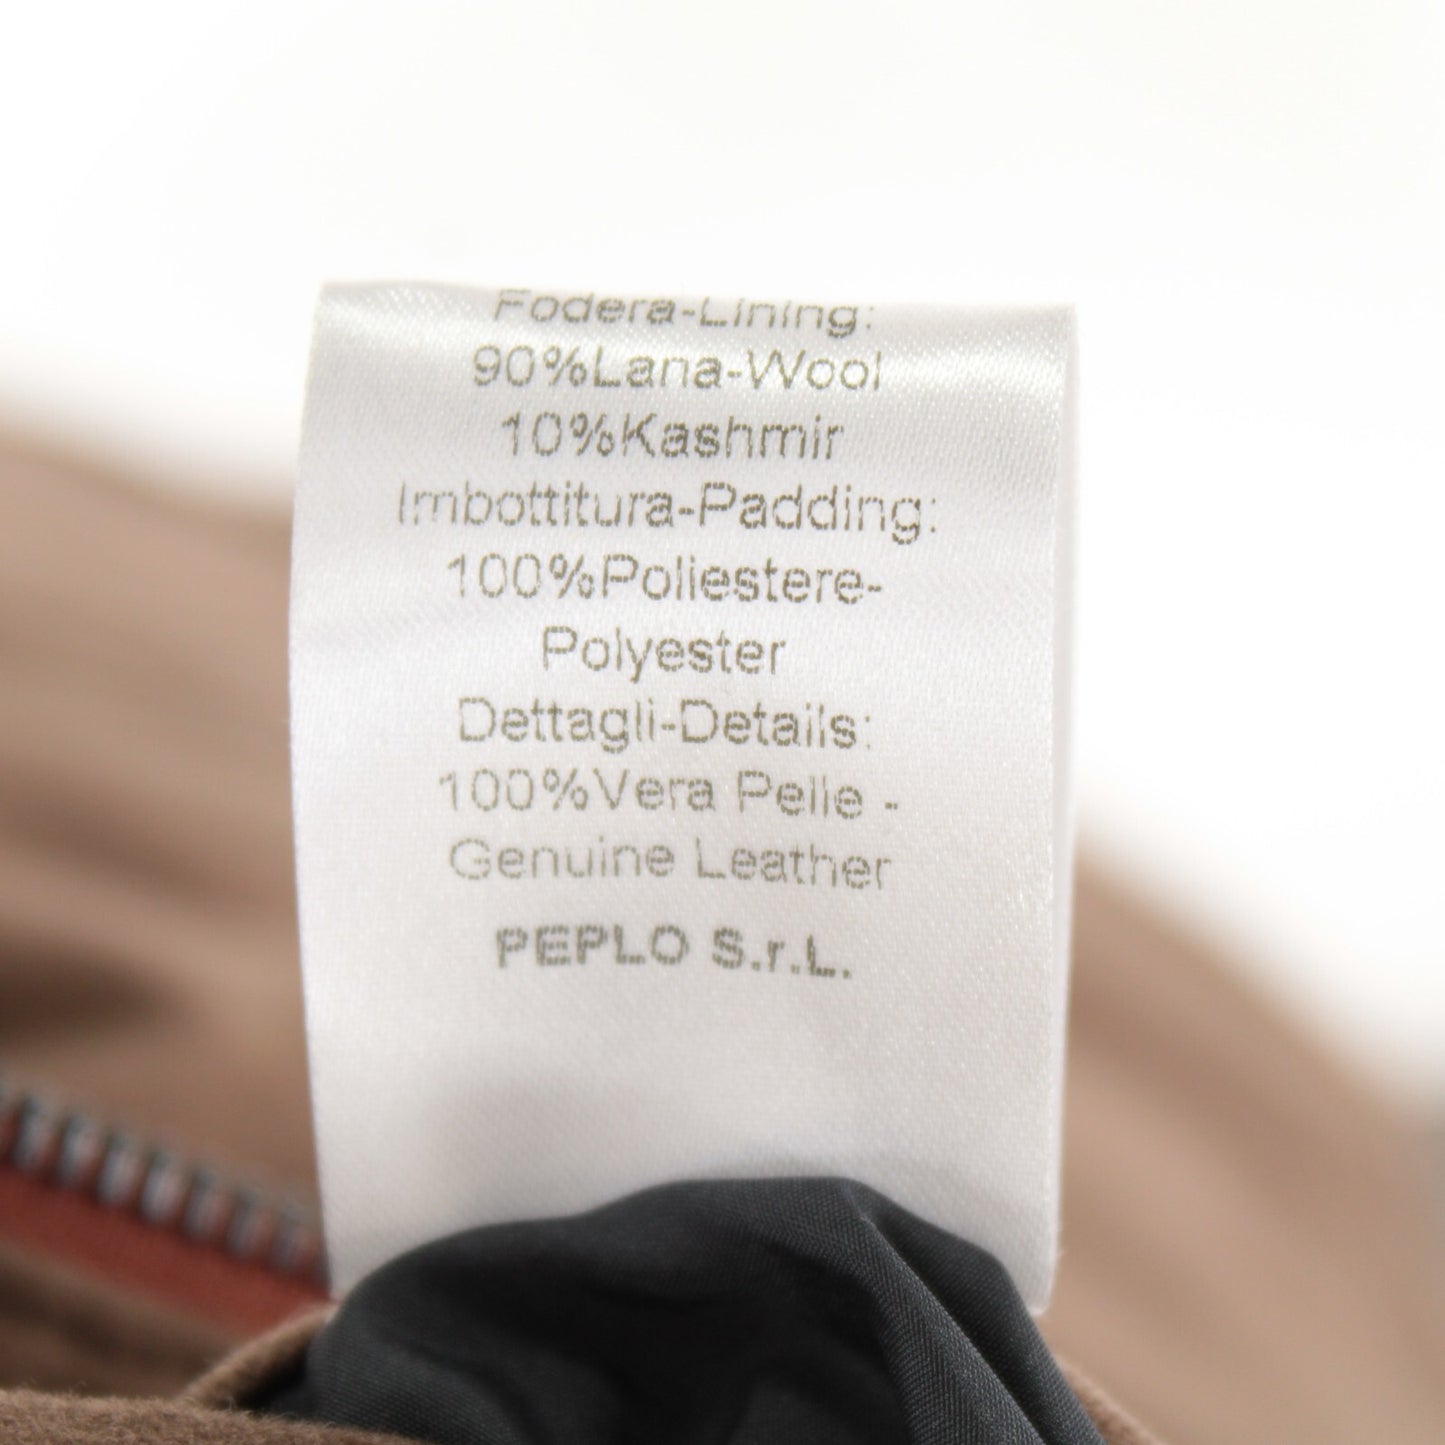 Fodera-Lining:
90%Lana-Wool
10%Kashmir
Imbottitura-Padding:
100%Poliestere-
Polyester
Dettagli-Details:
100%Vera Pelle -
Genuine Leather
PEPLO S.r.L.